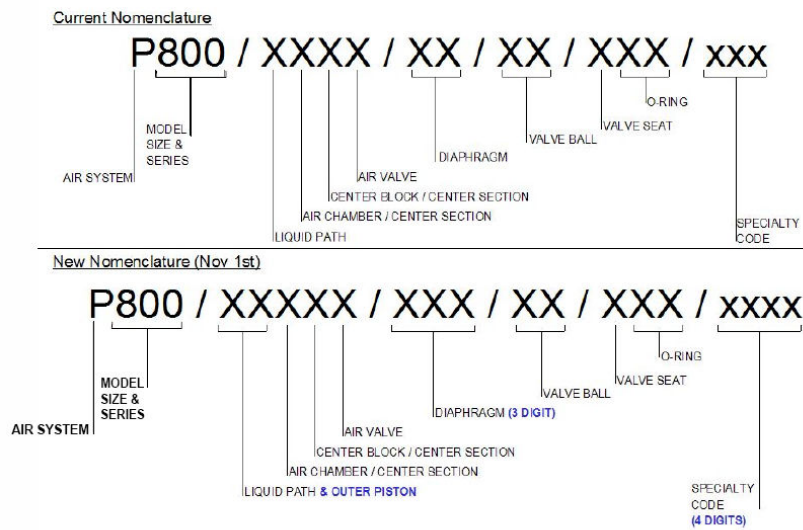 Current Nomenclature
P800 / XXXX / XX / XX / XXX / xxx
O-RING
MODEL
SIZE &
SERIES
VALVE SEAT
VALVE BALL
DIAPHRAGM
AIR SYSTEM
AIR VALVE
CENTER BLOCK / CENTER SECTION
AIR CHAMBER / CENTER SECTION
LIQUID PATH
SPECIALTY
CODE
New Nomenclature (Nov 1st)
P800 / XXXXX / XXX / XX / XXX / xxxx
O-RING
MODEL
SIZE &
SERIES
VALVE SEAT
VALVE BALL
DIAPHRAGM (3 DIGIT)
AIR SYSTEM
AIR VALVE
CENTER BLOCK / CENTER SECTION
AIR CHAMBER / CENTER SECTION
LIQUID PATH & OUTER PISTON
SPECIALTY
CODE
(4 DIGITS)